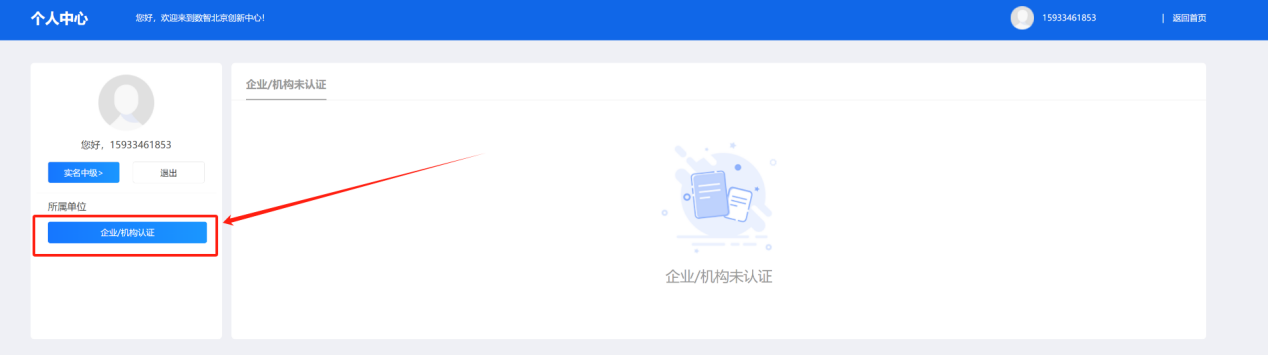 个人中心 您好，欢迎来到数智北京创新中心！ 15933461853 | 返回首页
企业/机构未认证
您好，15933461853
实名中级> 退出
所属单位
企业/机构认证
企业/机构未认证